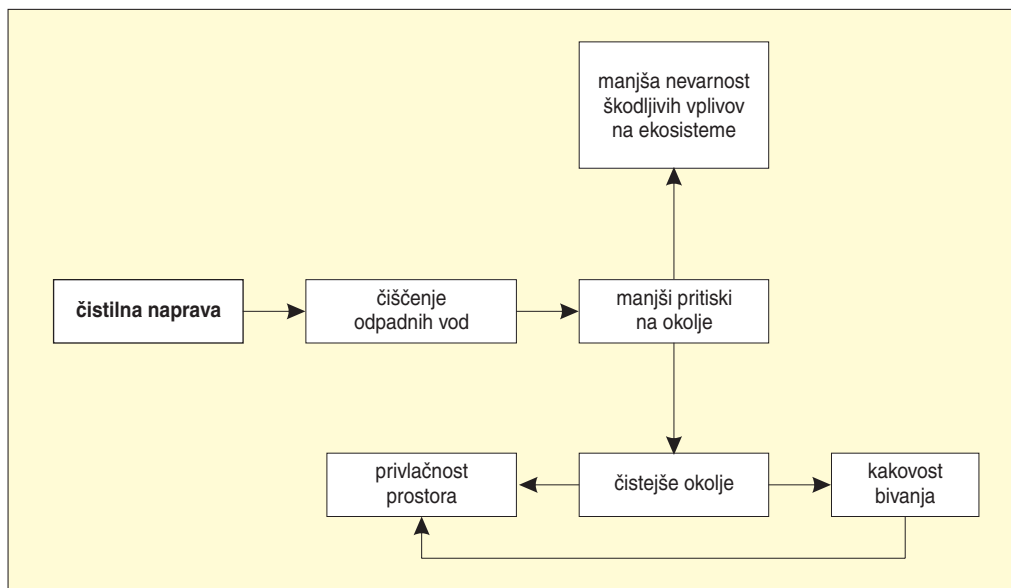 manjša nevarnost
škodljivih vplivov
na ekosisteme
čistilna naprava
čiščenje
odpadnih vod
manjši pritiski
na okolje
privlačnost
prostora
čistejše okolje
kakovost
bivanja